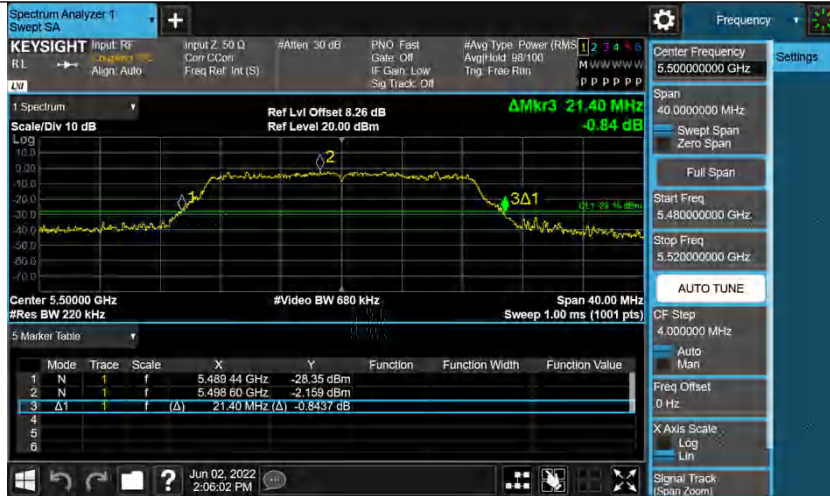 Spectrum Analyzer 1
Swept SA
Frequency
KEYSIGHT Input: RF Input Z: 50 Ω #Atten: 30 dB PNO: Fast #Avg Type: Power (RMS 1 2 3 4 5 6
RL Corr CCorr Gate: Off Avg|Hold: 98/100 M W W W W W
Align: Auto Freq Ref: Int (S) IF Gain: Low Trig: Free Run
Sig Track: Off P P P P P P
LXI
1 Spectrum
Scale/Div 10 dB
Ref Lvl Offset 8.26 dB
Ref Level 20.00 dBm
ΔMkr3 21.40 MHz
-0.84 dB
Log
10.0
0.00
-10.0
-20.0
-30.0
-40.0
-50.0
-60.0
-70.0
1
2
3Δ1
Center 5.50000 GHz #Video BW 680 kHz Span 40.00 MHz
#Res BW 220 kHz Sweep 1.00 ms (1001 pts)
5 Marker Table
Mode Trace Scale X Y Function Function Width Function Value
1 N 1 f 5.489 44 GHz -28.35 dBm
2 N 1 f 5.498 60 GHz -2.159 dBm
3 Δ1 1 f (Δ) 21.40 MHz (Δ) -0.8437 dB
4
5
6
Jun 02, 2022
2:06:02 PM
Center Frequency
5.500000000 GHz
Settings
Span
40.0000000 MHz
Swept Span
Zero Span
Full Span
Start Freq
5.480000000 GHz
Stop Freq
5.520000000 GHz
AUTO TUNE
CF Step
4.000000 MHz
Auto
Man
Freq Offset
0 Hz
X Axis Scale
Log
Lin
Signal Track
(Span Zoom)